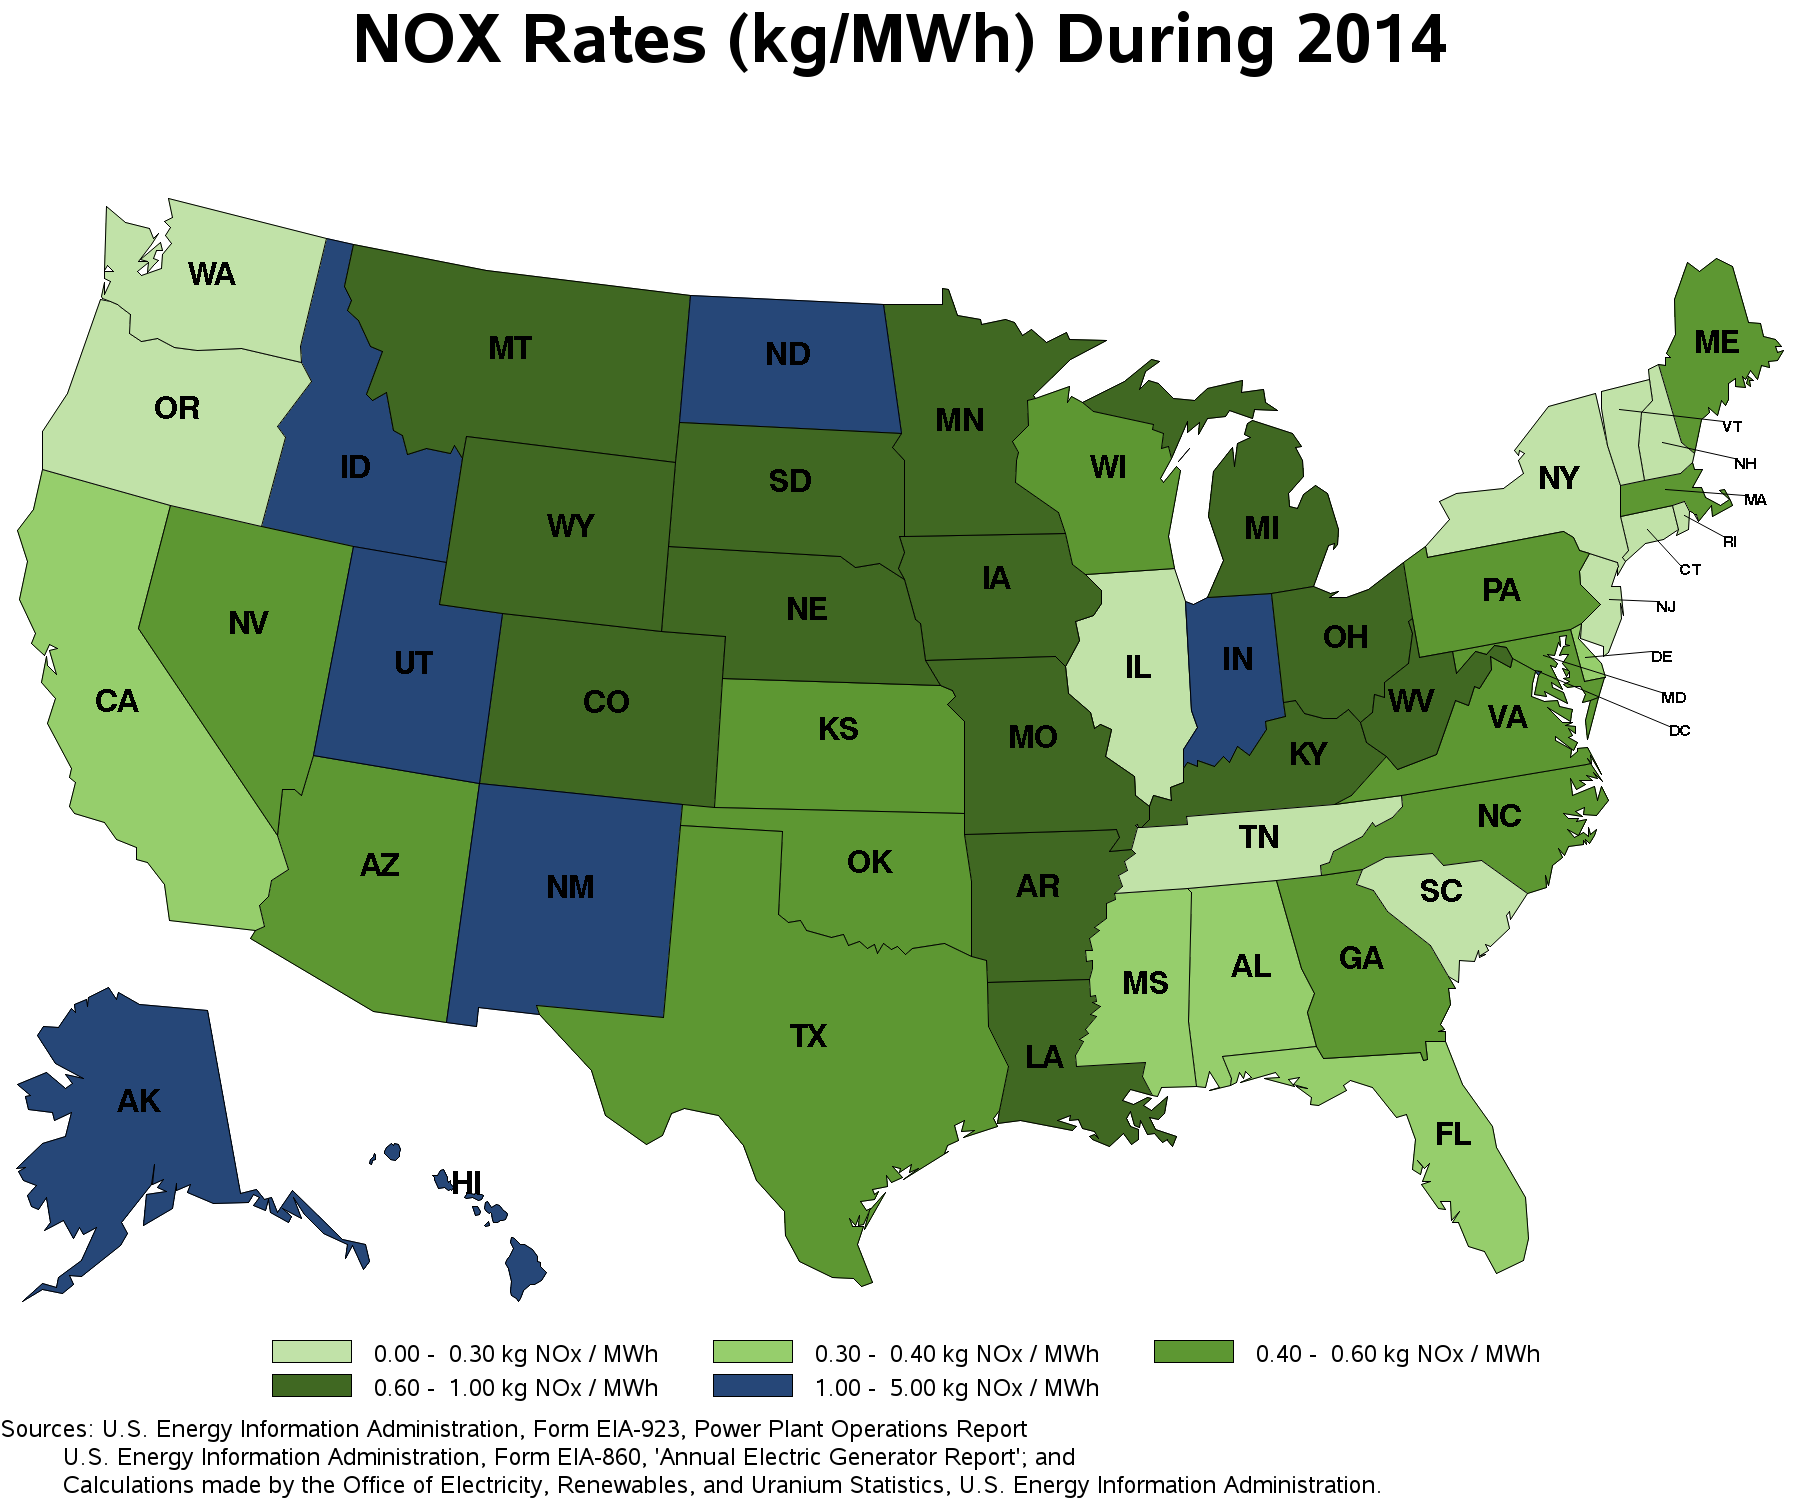 NOX Rates (kg/MWh) During 2014
WA
MT
ND
ME
OR
MN
VT
ID
WI
NH
SD
NY
MA
WY
MI
RI
IA
CT
PA
NE
NJ
NV
OH
UT
IN
DE
IL
CA
CO
WV
MD
KS
VA
MO
DC
KY
NC
TN
AZ
OK
NM
AR
SC
GA
AL
MS
TX
LA
AK
FL
HI
0.00 - 0.30 kg NOx / MWh
0.30 - 0.40 kg NOx / MWh
0.40 - 0.60 kg NOx / MWh
0.60 - 1.00 kg NOx / MWh
1.00 - 5.00 kg NOx / MWh
Sources: U.S. Energy Information Administration, Form EIA-923, Power Plant Operations Report
U.S. Energy Information Administration, Form EIA-860, 'Annual Electric Generator Report'; and
Calculations made by the Office of Electricity, Renewables, and Uranium Statistics, U.S. Energy Information Administration.